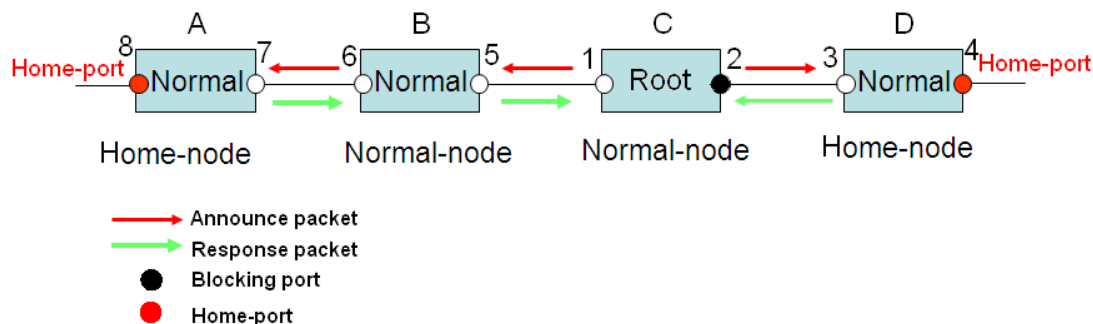 A B C D
8 7 6 5 1 2 3 4
Home-port Normal Normal Root Normal Home-port
Home-node Normal-node Normal-node Home-node
Announce packet
Response packet
Blocking port
Home-port